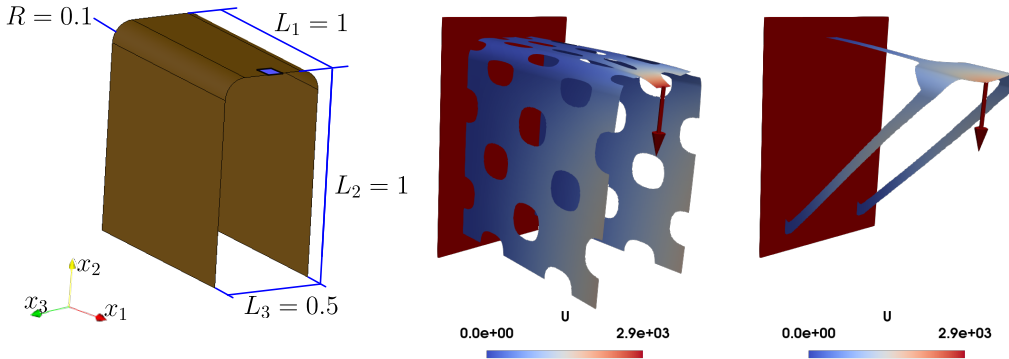 R = 0.1
L₁ = 1
L₂ = 1
L₃ = 0.5
x₂
x₃
x₁
U
0.0e+00 2.9e+03
U
0.0e+00 2.9e+03